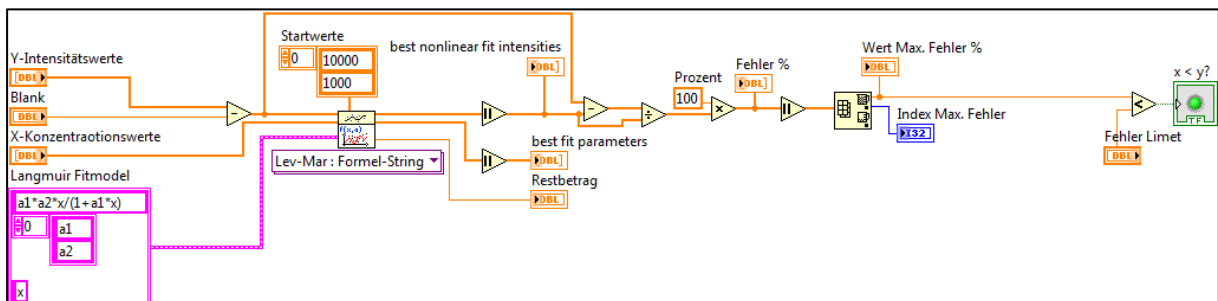 Y-Intensitätswerte
DBL
Blank
DBL
X-Konzentraotionswerte
DBL
Langmuir Fitmodel
a1*a2*x/(1+a1*x)
0
a1
a2
x
Startwerte
0
10000
1000
f(x,a)
Lev-Mar : Formel-String
best nonlinear fit intensities
DBL
best fit parameters
DBL
Restbetrag
DBL
Prozent
100
Fehler %
DBL
Wert Max. Fehler %
DBL
Index Max. Fehler
I32
Fehler Limet
DBL
x < y?
TF